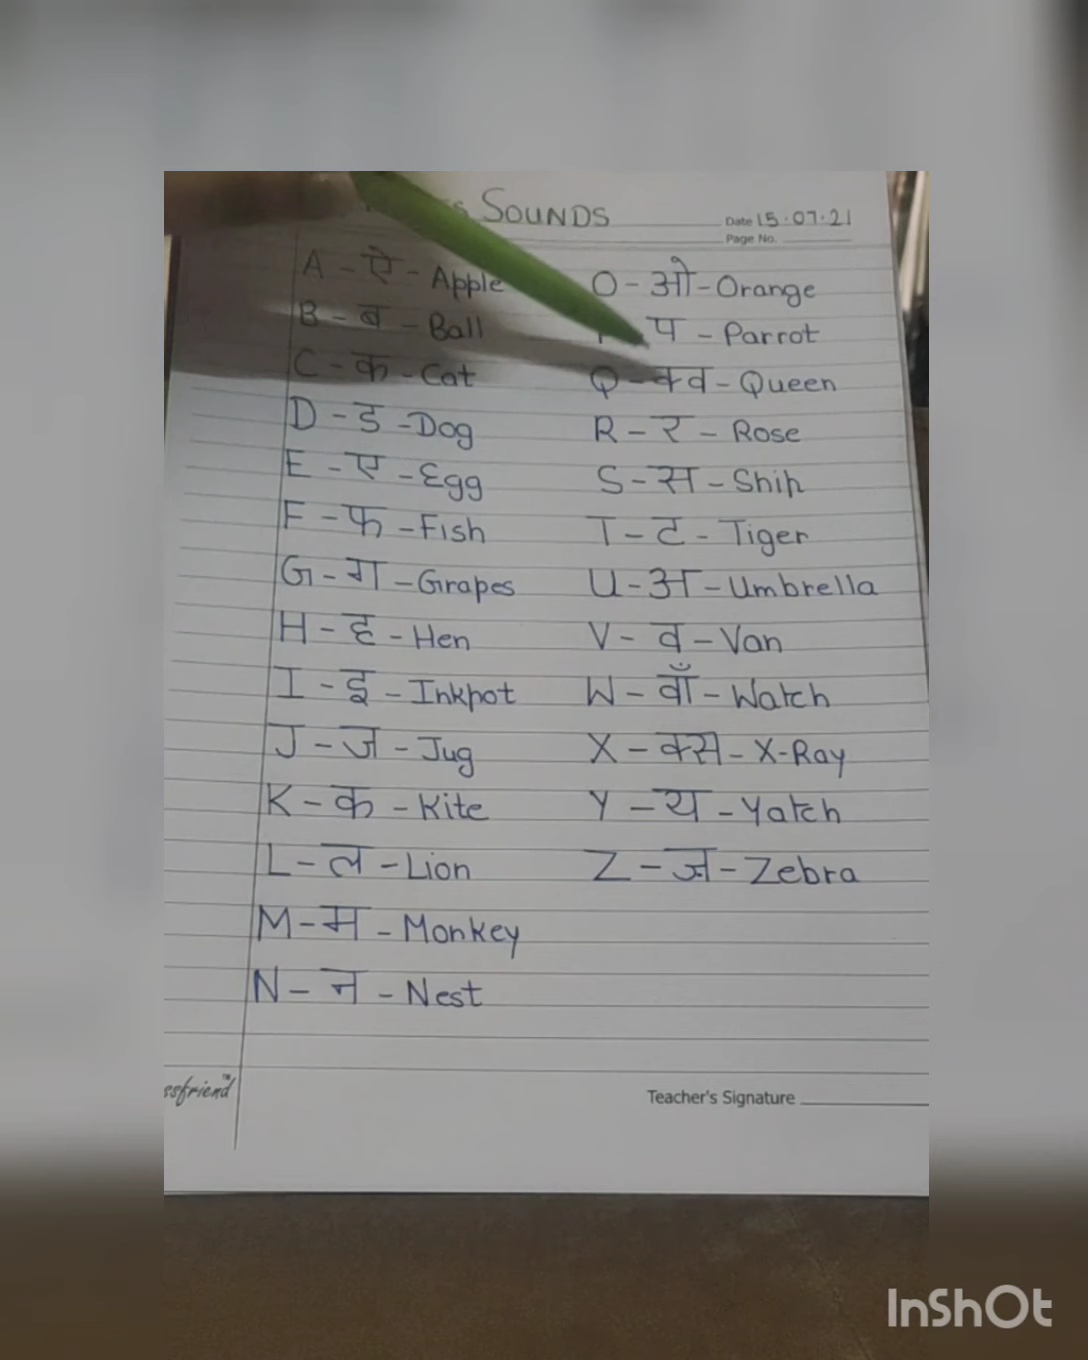 SOUNDS
Date 15.07.21
Page No.
A - ऐ - Apple
B - ब - Ball
C - क - Cat
D - ड - Dog
E - ए - Egg
F - फ - Fish
G - ग - Grapes
H - ह - Hen
I - इ - Inkpot
J - ज - Jug
K - क - Kite
L - ल - Lion
M - म - Monkey
N - न - Nest
O - ओ - Orange
प - Parrot
Q - क्व - Queen
R - र - Rose
S - स - Ship
T - ट - Tiger
U - अ - Umbrella
V - व - Van
W - वॉ - Watch
X - क्स - X-Ray
Y - य - Yatch
Z - ज़ - Zebra
Teacher's Signature
InShOt